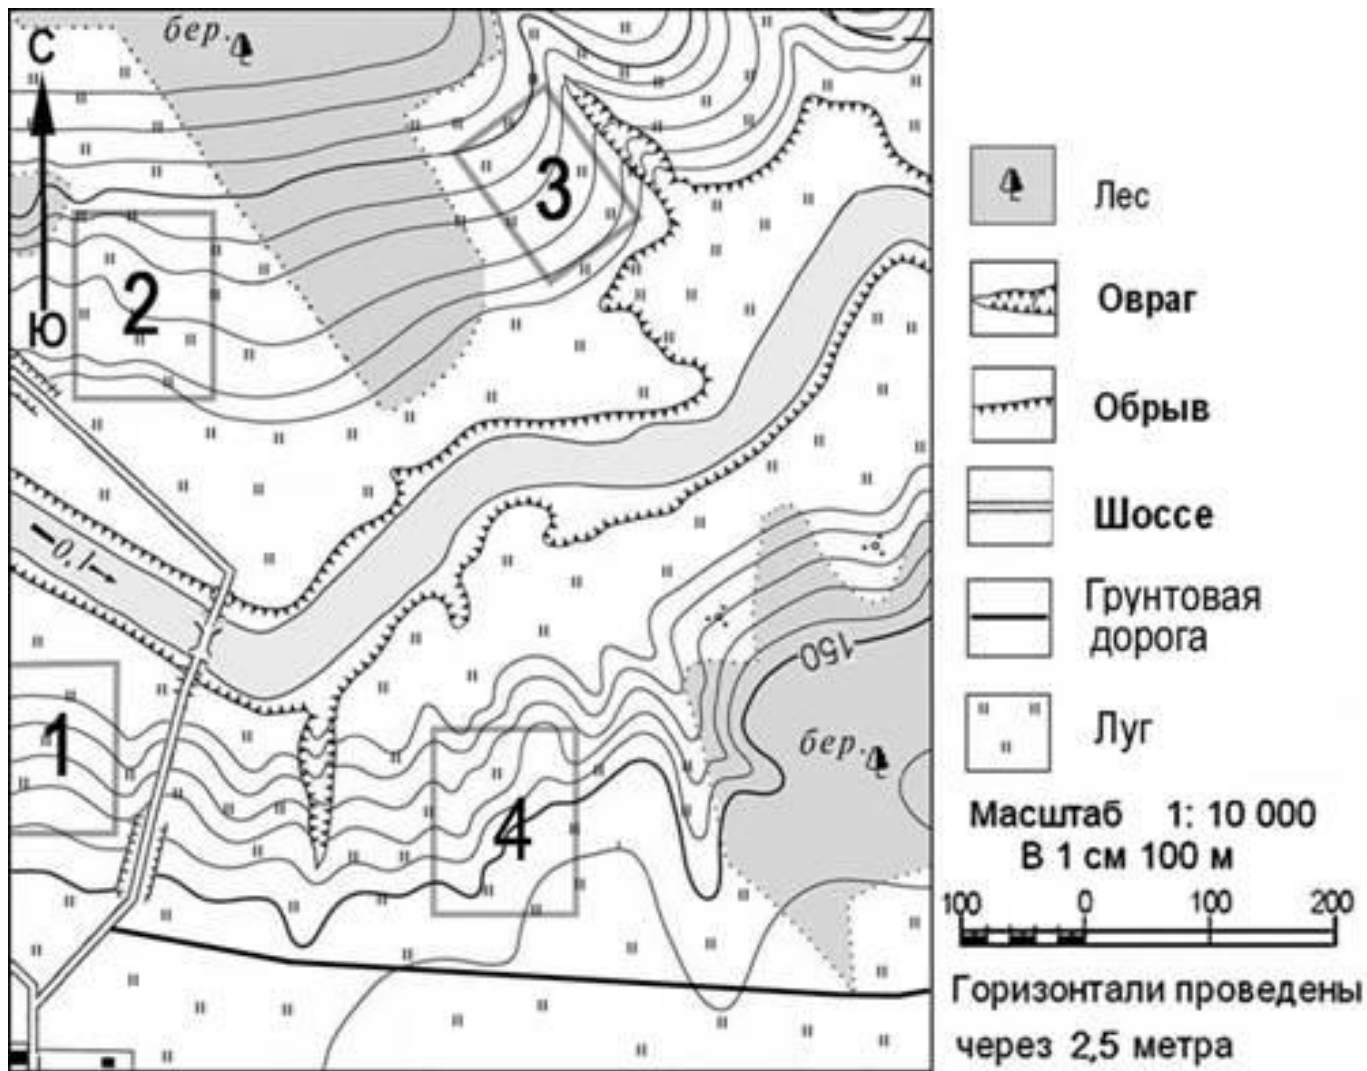 бер.
С
Ю
3
2
0,1
1
4
150
бер.
Лес
Овраг
Обрыв
Шоссе
Грунтовая
дорога
Луг
Масштаб 1: 10 000
В 1 см 100 м
100 0 100 200
Горизонтали проведены
через 2,5 метра